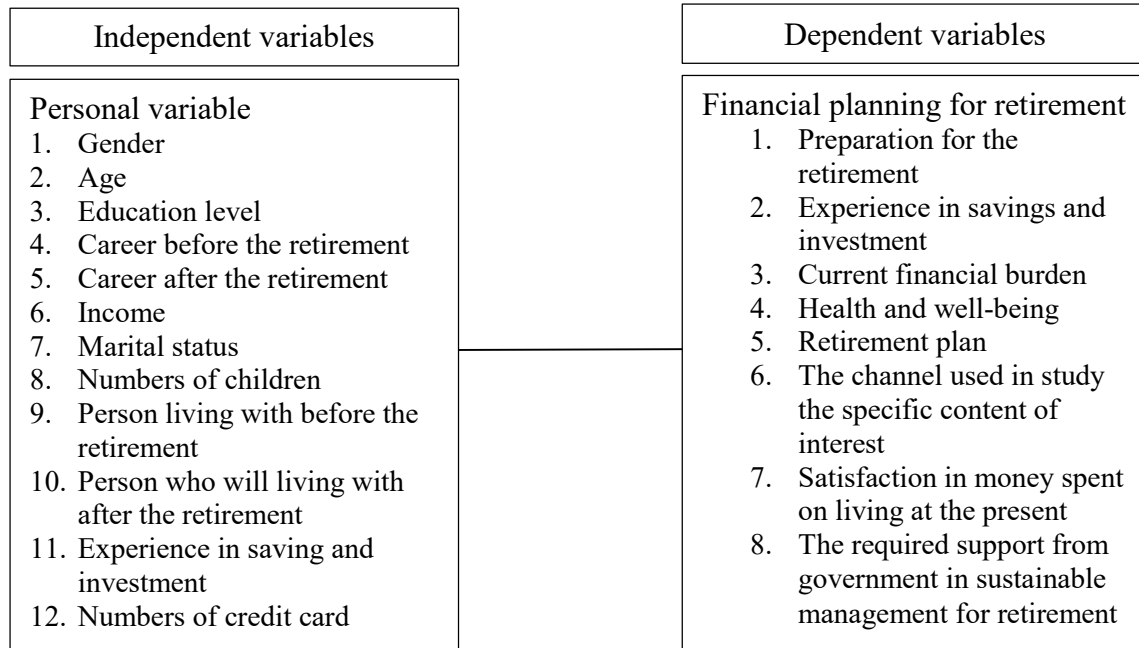 Independent variables
Personal variable
1. Gender
2. Age
3. Education level
4. Career before the retirement
5. Career after the retirement
6. Income
7. Marital status
8. Numbers of children
9. Person living with before the
retirement
10. Person who will living with
after the retirement
11. Experience in saving and
investment
12. Numbers of credit card
Dependent variables
Financial planning for retirement
1. Preparation for the
retirement
2. Experience in savings and
investment
3. Current financial burden
4. Health and well-being
5. Retirement plan
6. The channel used in study
the specific content of
interest
7. Satisfaction in money spent
on living at the present
8. The required support from
government in sustainable
management for retirement